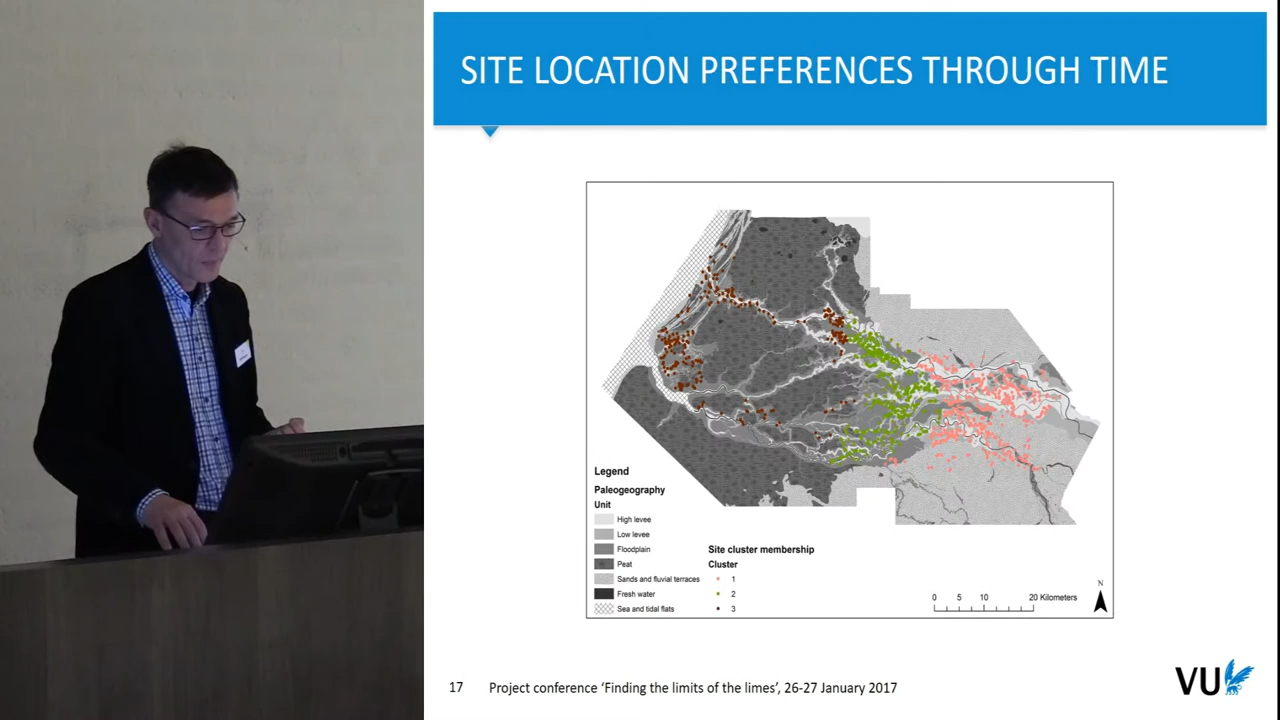 SITE LOCATION PREFERENCES THROUGH TIME
Legend
Paleogeography
Unit
High levee
Low levee
Floodplain
Peat
Sands and fluvial terraces
Fresh water
Sea and tidal flats
Site cluster membership
Cluster
1
2
3
0 5 10 20 Kilometers
N
17 Project conference ‘Finding the limits of the limes’, 26-27 January 2017
VU